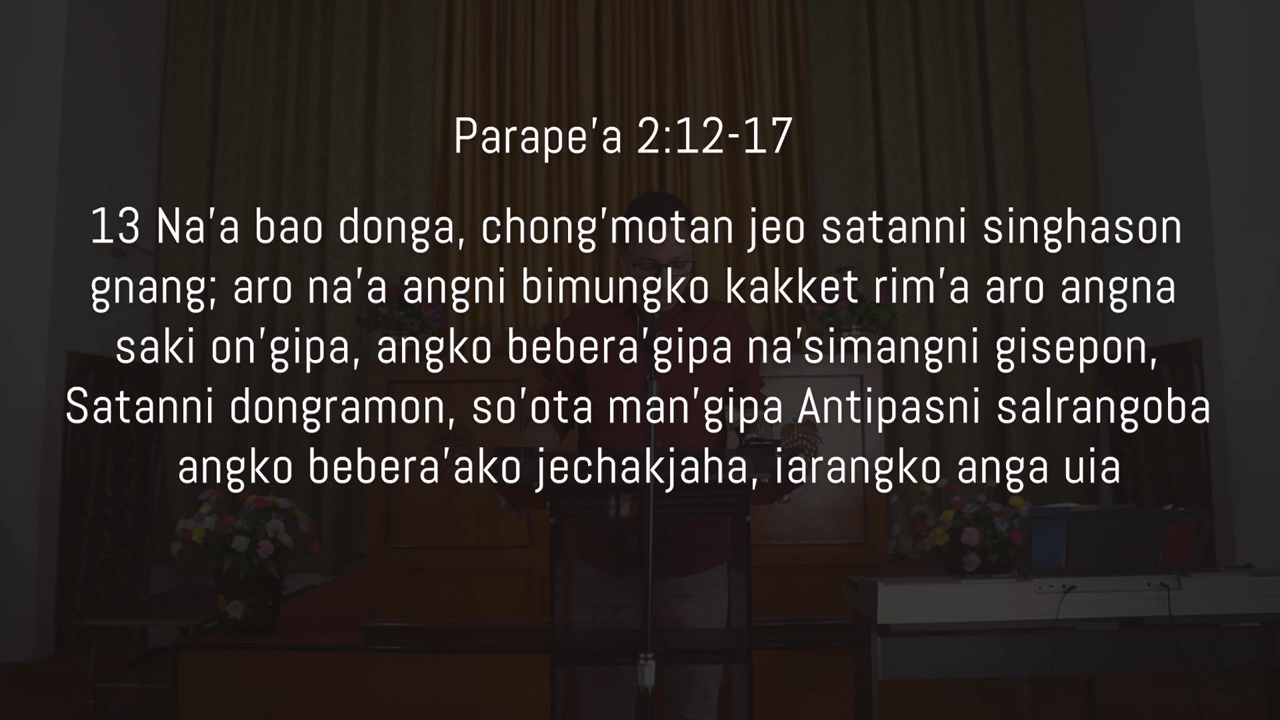 Parape’a 2:12-17
13 Na’a bao donga, chong’motan jeo satanni singhason
gnang; aro na’a angni bimungko kakket rim’a aro angna
saki on’gipa, angko bebera’gipa na’simangni gisepon,
Satanni dongramon, so’ota man’gipa Antipasni salrangoba
angko bebera’ako jechakjaha, iarangko anga uia